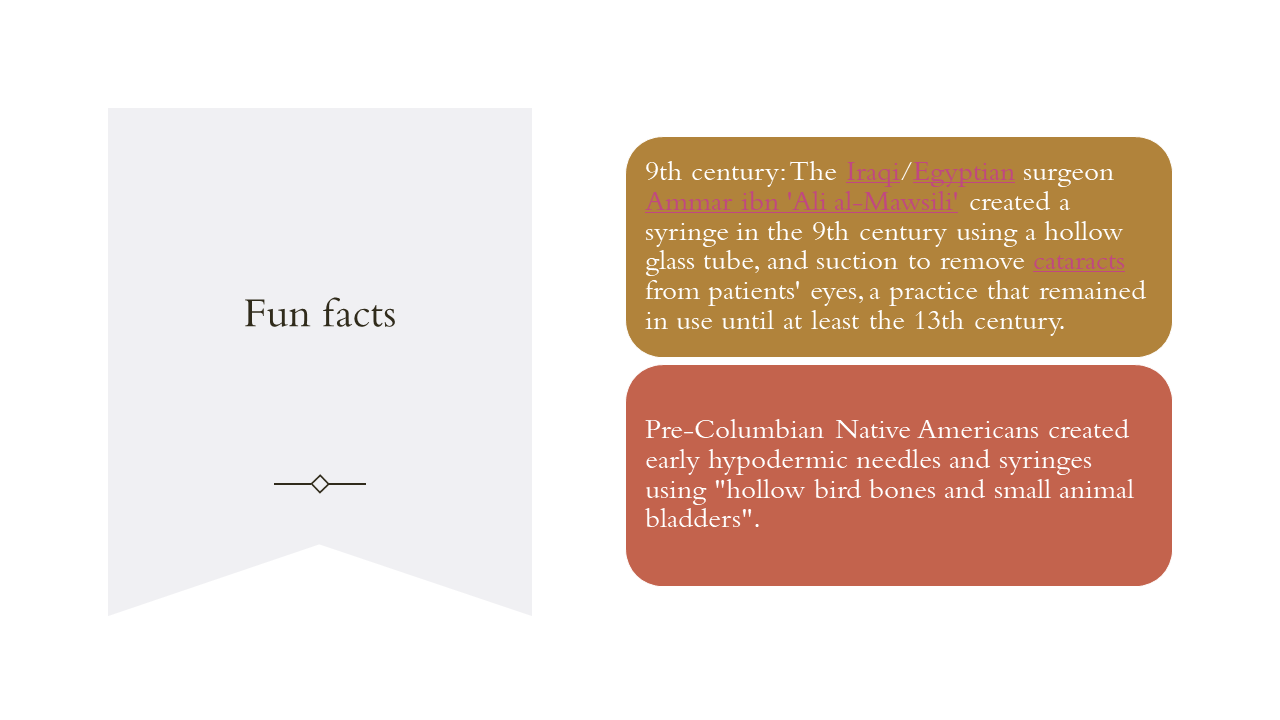 Fun facts
9th century: The Iraqi/Egyptian surgeon
Ammar ibn 'Ali al-Mawsili' created a
syringe in the 9th century using a hollow
glass tube, and suction to remove cataracts
from patients' eyes, a practice that remained
in use until at least the 13th century.
Pre-Columbian Native Americans created
early hypodermic needles and syringes
using "hollow bird bones and small animal
bladders".